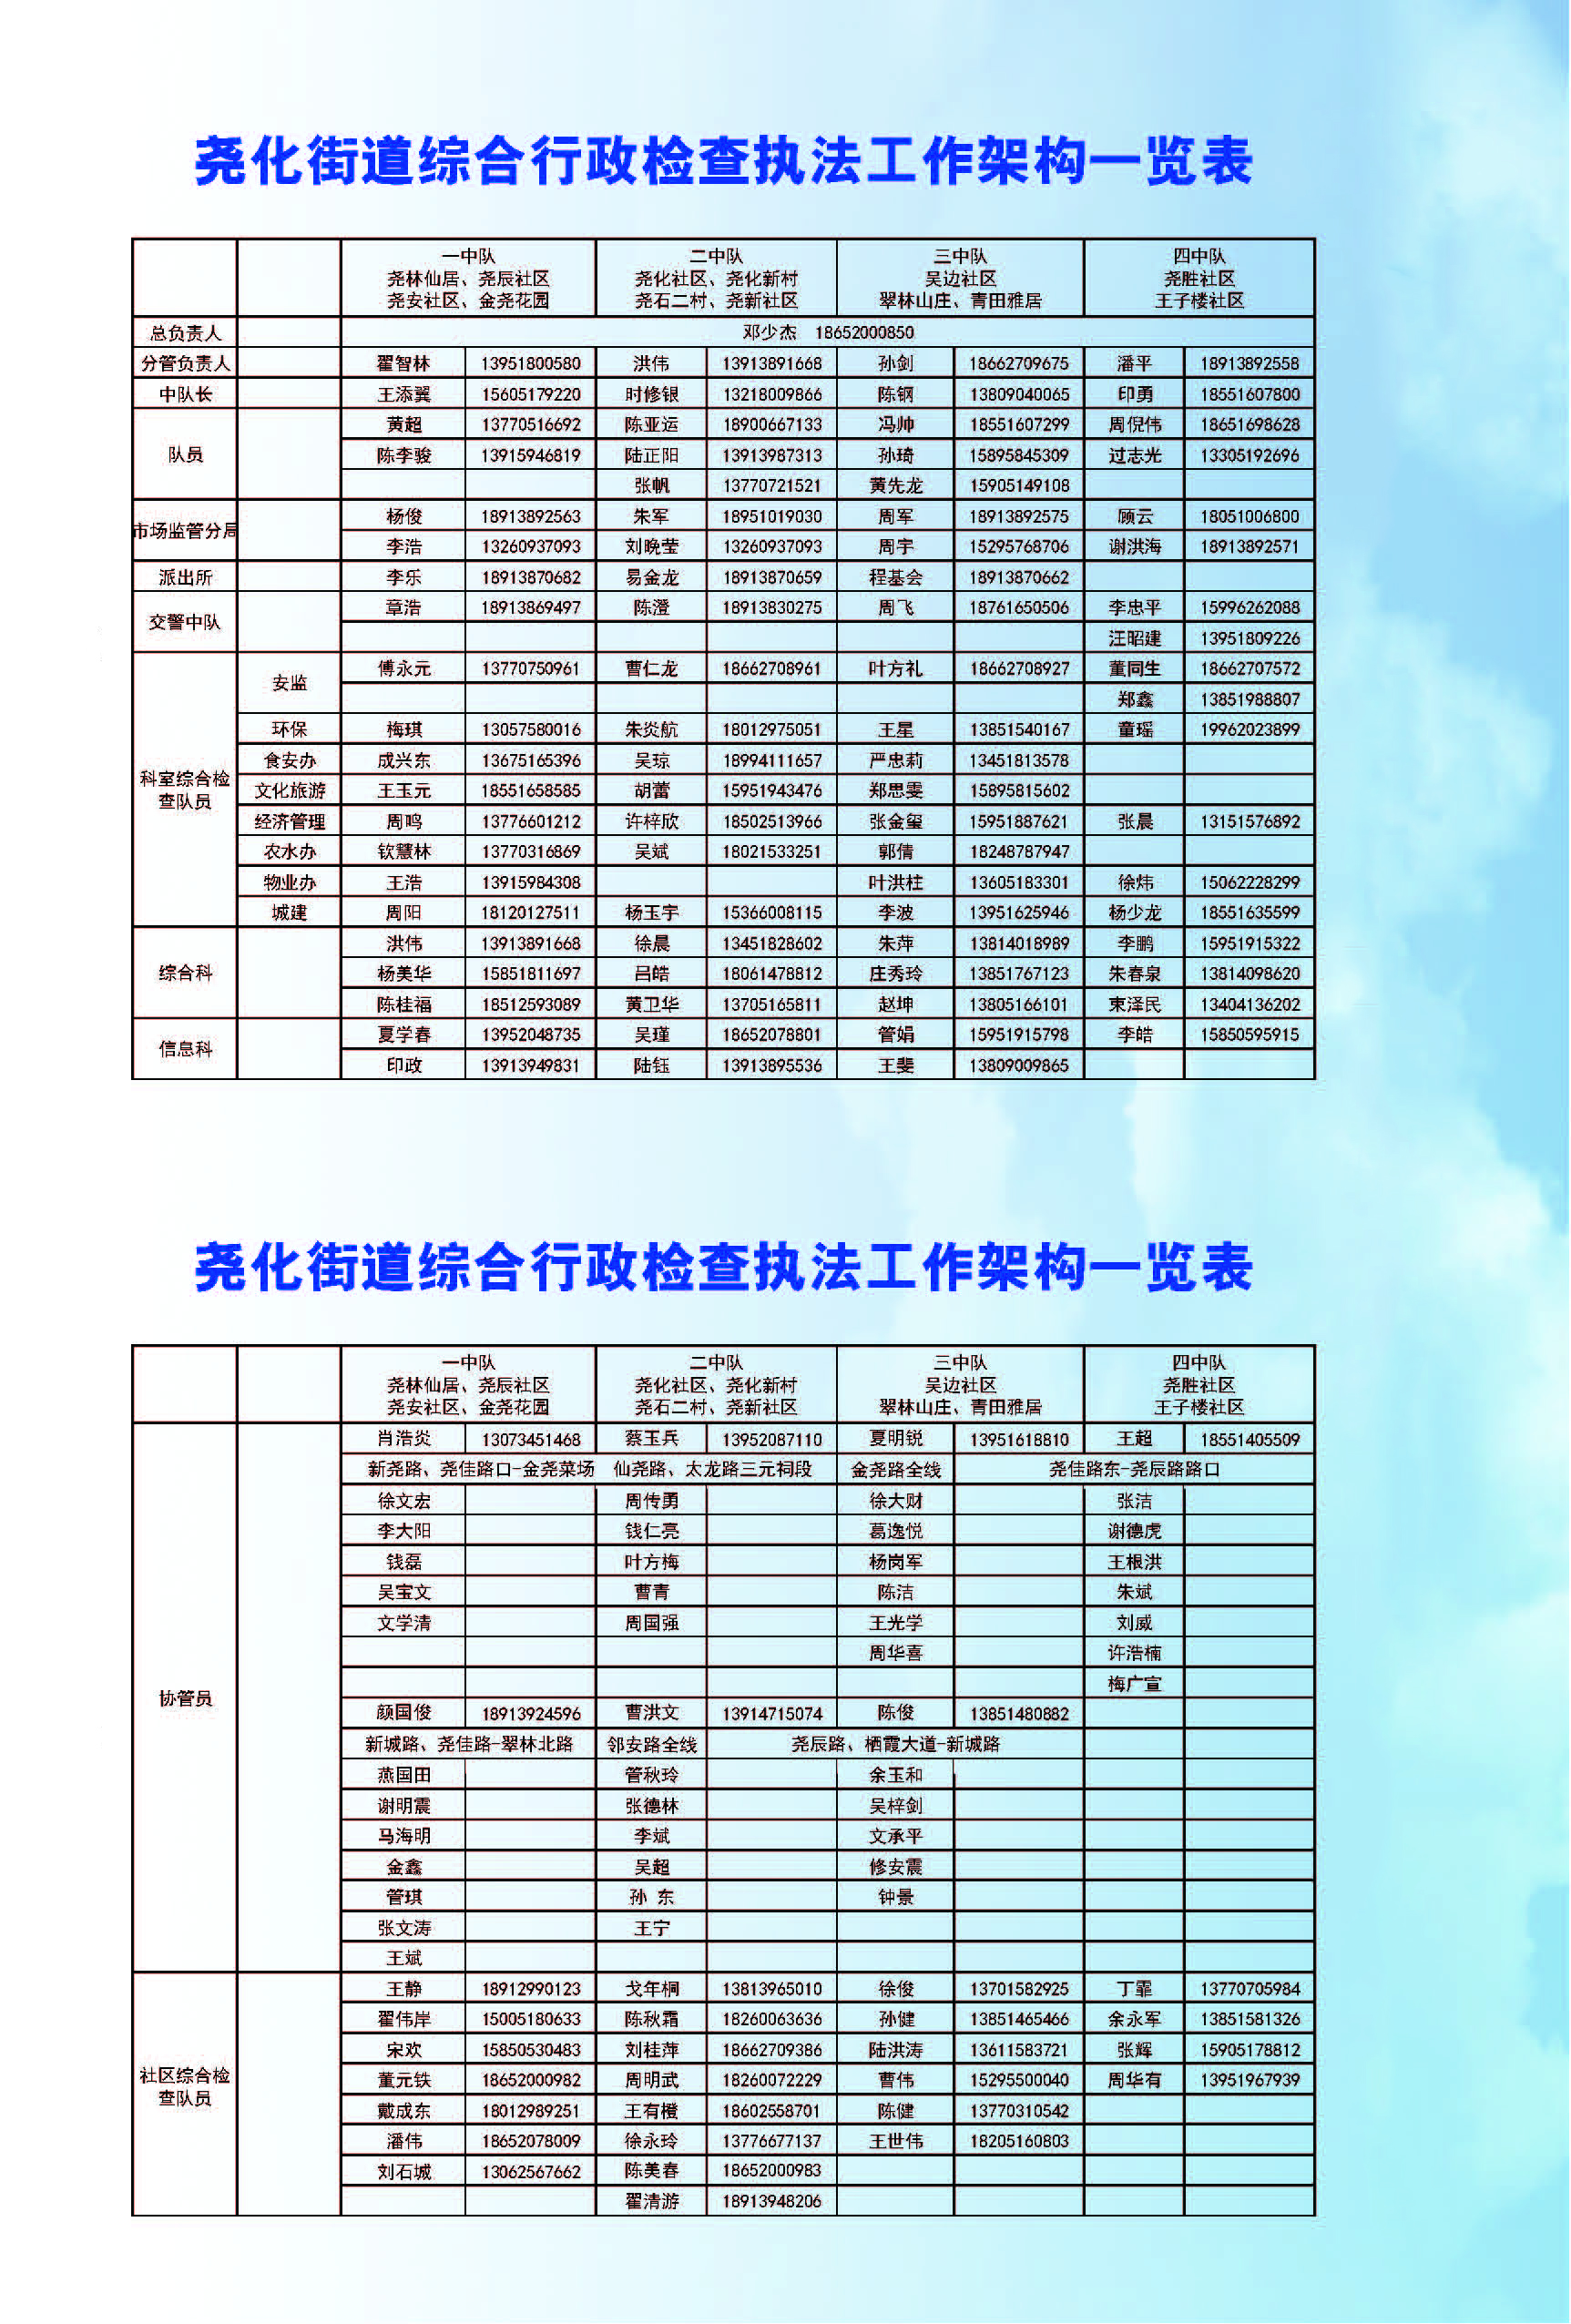 尧化街道综合行政检查执法工作架构一览表
一中队 二中队 三中队 四中队
尧林仙居、尧辰社区 尧化社区、尧化新村 吴边社区 尧胜社区
尧安社区、金尧花园 尧石二村、尧新社区 翠林山庄、青田雅居 王子楼社区
总负责人 邓少杰 18652000850
分管负责人 翟智林 13951800580 洪伟 13913891668 孙剑 18662709675 潘平 18913892558
中队长 王添翼 15605179220 时修银 13218009866 陈钢 13809040065 印勇 18551607800
队员 黄超 13770516692 陈亚运 18900667133 冯帅 18551607299 周倪伟 18651698628
陈李骏 13915946819 陆正阳 13913987313 孙琦 15895845309 过志光 13305192696
张帆 13770721521 黄先龙 15905149108
市场监管分局 杨俊 18913892563 朱军 18951019030 周军 18913892575 顾云 18051006800
李浩 13260937093 刘晚莹 13260937093 周宇 15295768706 谢洪海 18913892571
派出所 李乐 18913870682 易金龙 18913870659 程基会 18913870662
交警中队 章浩 18913869497 陈澄 18913830275 周飞 18761650506 李忠平 15996262088
汪昭建 13951809226
科室综合检查队员 安监 傅永元 13770750961 曹仁龙 18662708961 叶方礼 18662708927 董同生 18662707572
郑鑫 13851988807
环保 梅琪 13057580016 朱炎航 18012975051 王星 13851540167 童瑶 19962023899
食安办 成兴东 13675165396 吴琼 18994111657 严忠莉 13451813578
文化旅游 王玉元 18551658585 胡蕾 15951943476 郑思雯 15895815602
经济管理 周鸣 13776601212 许梓欣 18502513966 张金玺 15951887621 张晨 13151576892
农水办 钦慧林 13770316869 吴斌 18021533251 郭倩 18248787947
物业办 王浩 13915984308 叶洪柱 13605183301 徐炜 15062228299
城建 周阳 18120127511 杨玉宇 15366008115 李波 13951625946 杨少龙 18551635599
综合科 洪伟 13913891668 徐晨 13451828602 朱萍 13814018989 李鹏 15951915322
杨美华 15851811697 吕皓 18061478812 庄秀玲 13851767123 朱春泉 13814098620
陈桂福 18512593089 黄卫华 13705165811 赵坤 13805166101 束泽民 13404136202
信息科 夏学春 13952048735 吴瑾 18652078801 管娟 15951915798 李皓 15850595915
印政 13913949831 陆钰 13913895536 王斐 13809009865
尧化街道综合行政检查执法工作架构一览表
一中队 二中队 三中队 四中队
尧林仙居、尧辰社区 尧化社区、尧化新村 吴边社区 尧胜社区
尧安社区、金尧花园 尧石二村、尧新社区 翠林山庄、青田雅居 王子楼社区
协管员 肖浩炎 13073451468 蔡玉兵 13952087110 夏明锐 13951618810 王超 18551405509
新尧路、尧佳路口-金尧菜场 仙尧路、太龙路三元祠段 金尧路全线 尧佳路东-尧辰路路口
徐文宏 周传勇 徐大财 张洁
李大阳 钱仁亮 葛逸悦 谢德虎
钱磊 叶方梅 杨岗军 王根洪
吴宝文 曹青 陈洁 朱斌
文学清 周国强 王光学 刘威
周华喜 许浩楠
梅广宣
颜国俊 18913924596 曹洪文 13914715074 陈俊 13851480882
新城路、尧佳路-翠林北路 邻安路全线 尧辰路、栖霞大道-新城路
燕国田 管秋玲 余玉和
谢明震 张德林 吴梓剑
马海明 李斌 文承平
金鑫 吴超 修安震
管琪 孙 东 钟景
张文涛 王宁
王斌
社区综合检查队员 王静 18912990123 戈年桐 13813965010 徐俊 13701582925 丁霏 13770705984
翟伟岸 15005180633 陈秋霜 18260063636 孙健 13851465466 余永军 13851581326
宋欢 15850530483 刘桂萍 18662709386 陆洪涛 13611583721 张辉 15905178812
董元铁 18652000982 周明武 18260072229 曹伟 15295500040 周华有 13951967939
戴成东 18012989251 王有橙 18602558701 陈健 13770310542
潘伟 18652078009 徐永玲 13776677137 王世伟 18205160803
刘石城 13062567662 陈美春 18652000983
翟清游 18913948206